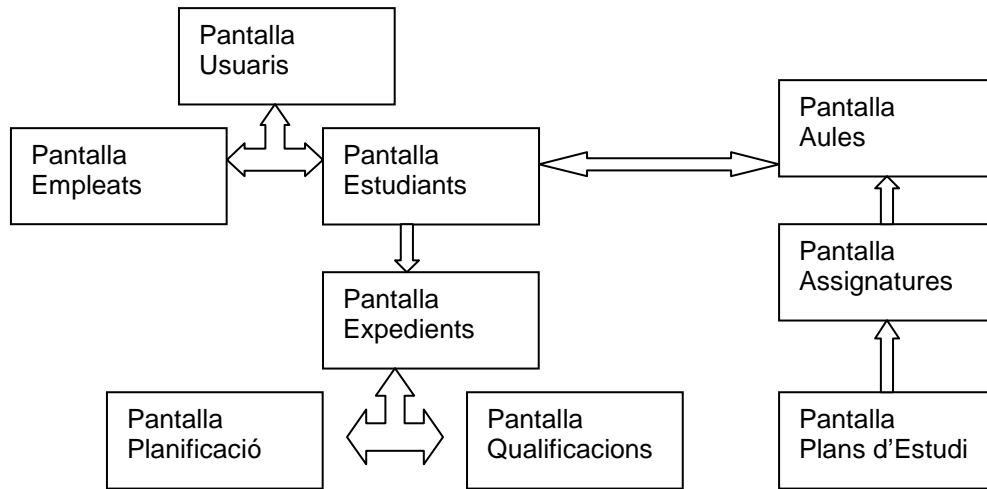 Pantalla
Usuaris
Pantalla
Empleats
Pantalla
Estudiants
Pantalla
Aules
Pantalla
Assignatures
Pantalla
Expedients
Pantalla
Planificació
Pantalla
Qualificacions
Pantalla
Plans d'Estudi